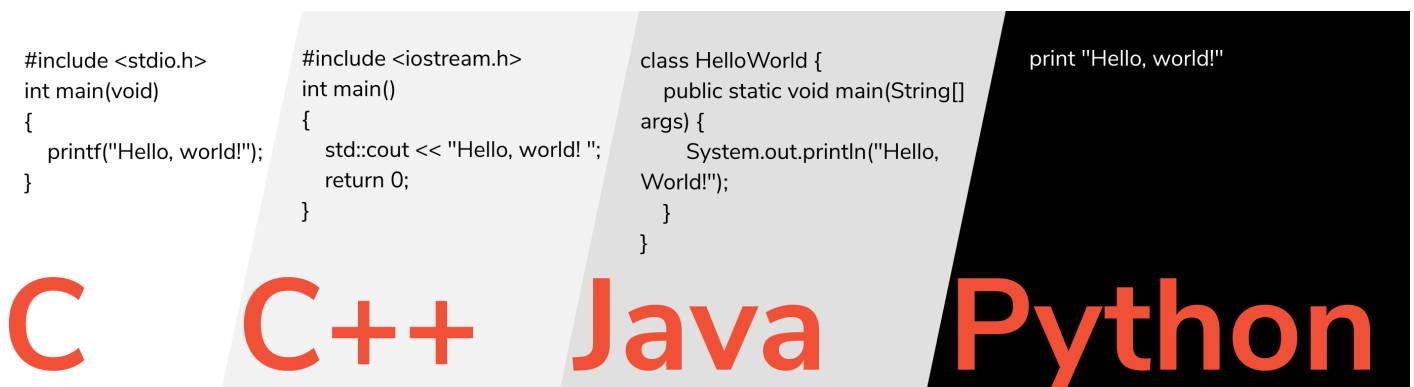 #include <stdio.h>
int main(void)
{
printf("Hello, world!");
}
C
#include <iostream.h>
int main()
{
std::cout << "Hello, world! ";
return 0;
}
C++
class HelloWorld {
public static void main(String[]
args) {
System.out.println("Hello,
World!");
}
}
Java
print "Hello, world!"
Python